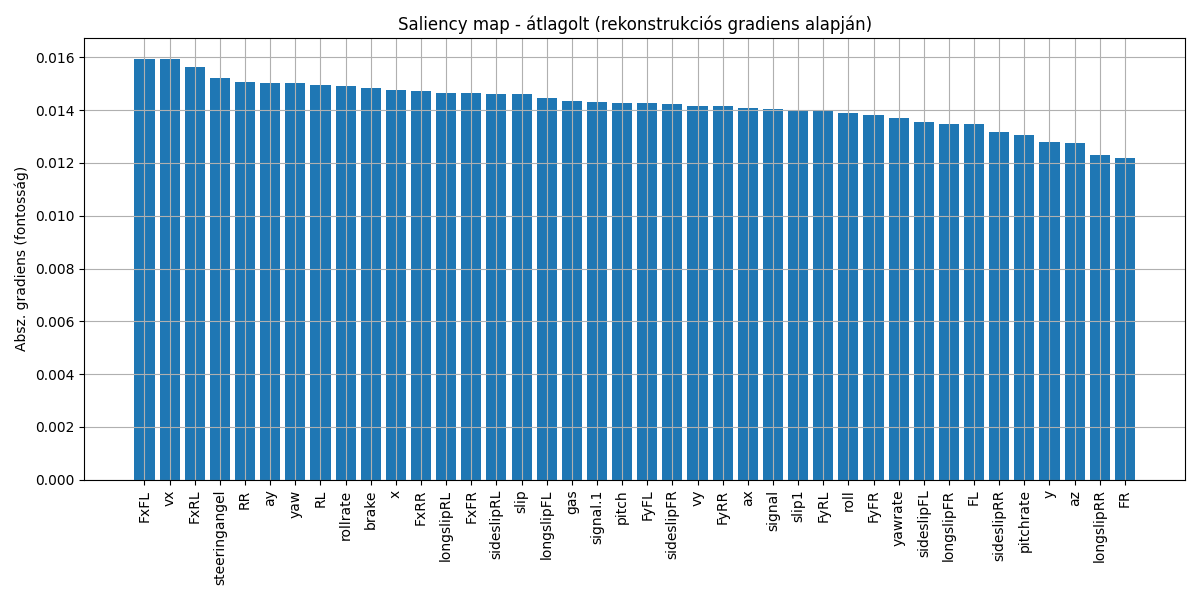 Saliency map - átlagolt (rekonstrukciós gradiens alapján)
Absz. gradiens (fontosság)
0.016
0.014
0.012
0.010
0.008
0.006
0.004
0.002
0.000
FxFL
vx
FxRL
steeringangel
RR
ay
yaw
RL
rollrate
brake
x
FxRR
longslipRL
FxFR
sideslipRL
slip
longslipFL
gas
signal.1
pitch
FyFL
sideslipFR
vy
FyRR
ax
signal
slip1
FyRL
roll
FyFR
yawrate
sideslipFL
longslipFR
FL
sideslipRR
pitchrate
y
az
longslipRR
FR